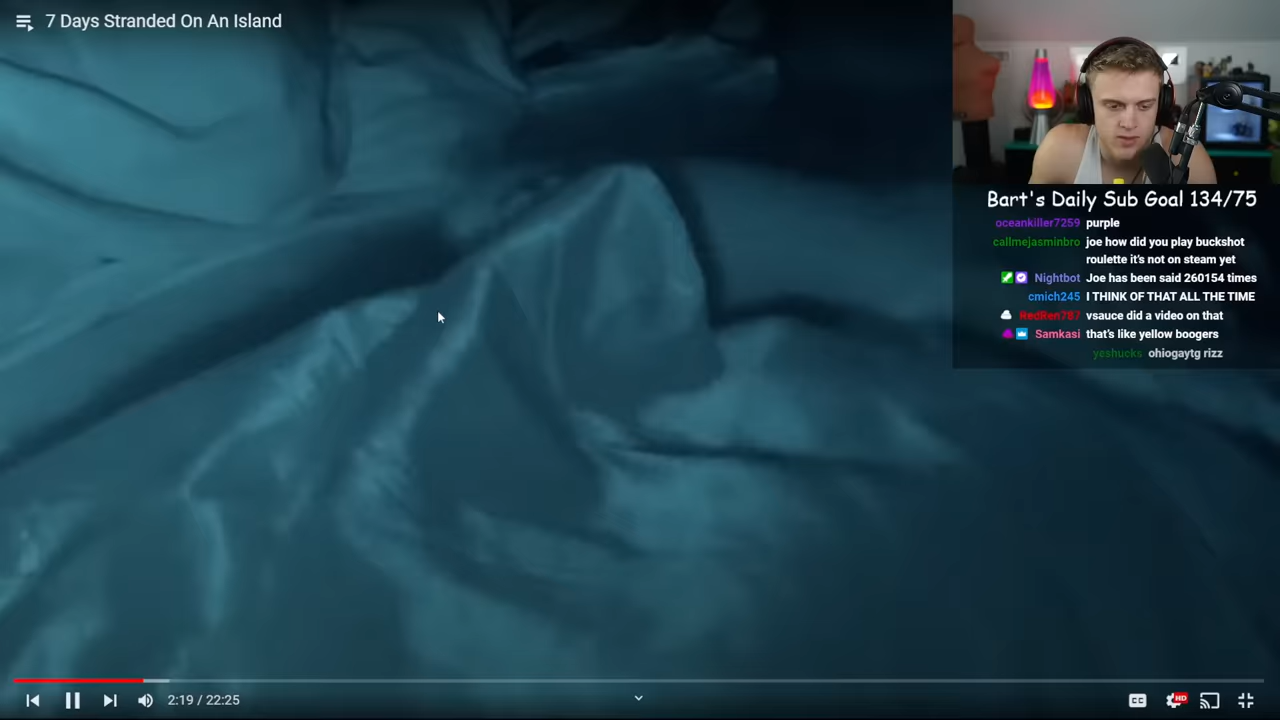 7 Days Stranded On An Island
Bart's Daily Sub Goal 134/75
oceankiller7259 purple
callmejasminbro joe how did you play buckshot
roulette it's not on steam yet
Nightbot Joe has been said 260154 times
cmich245 I THINK OF THAT ALL THE TIME
RedRen787 vsauce did a video on that
Samkasi that's like yellow boogers
yeshucks ohiogaytg rizz
2:19 / 22:25
CC
HD